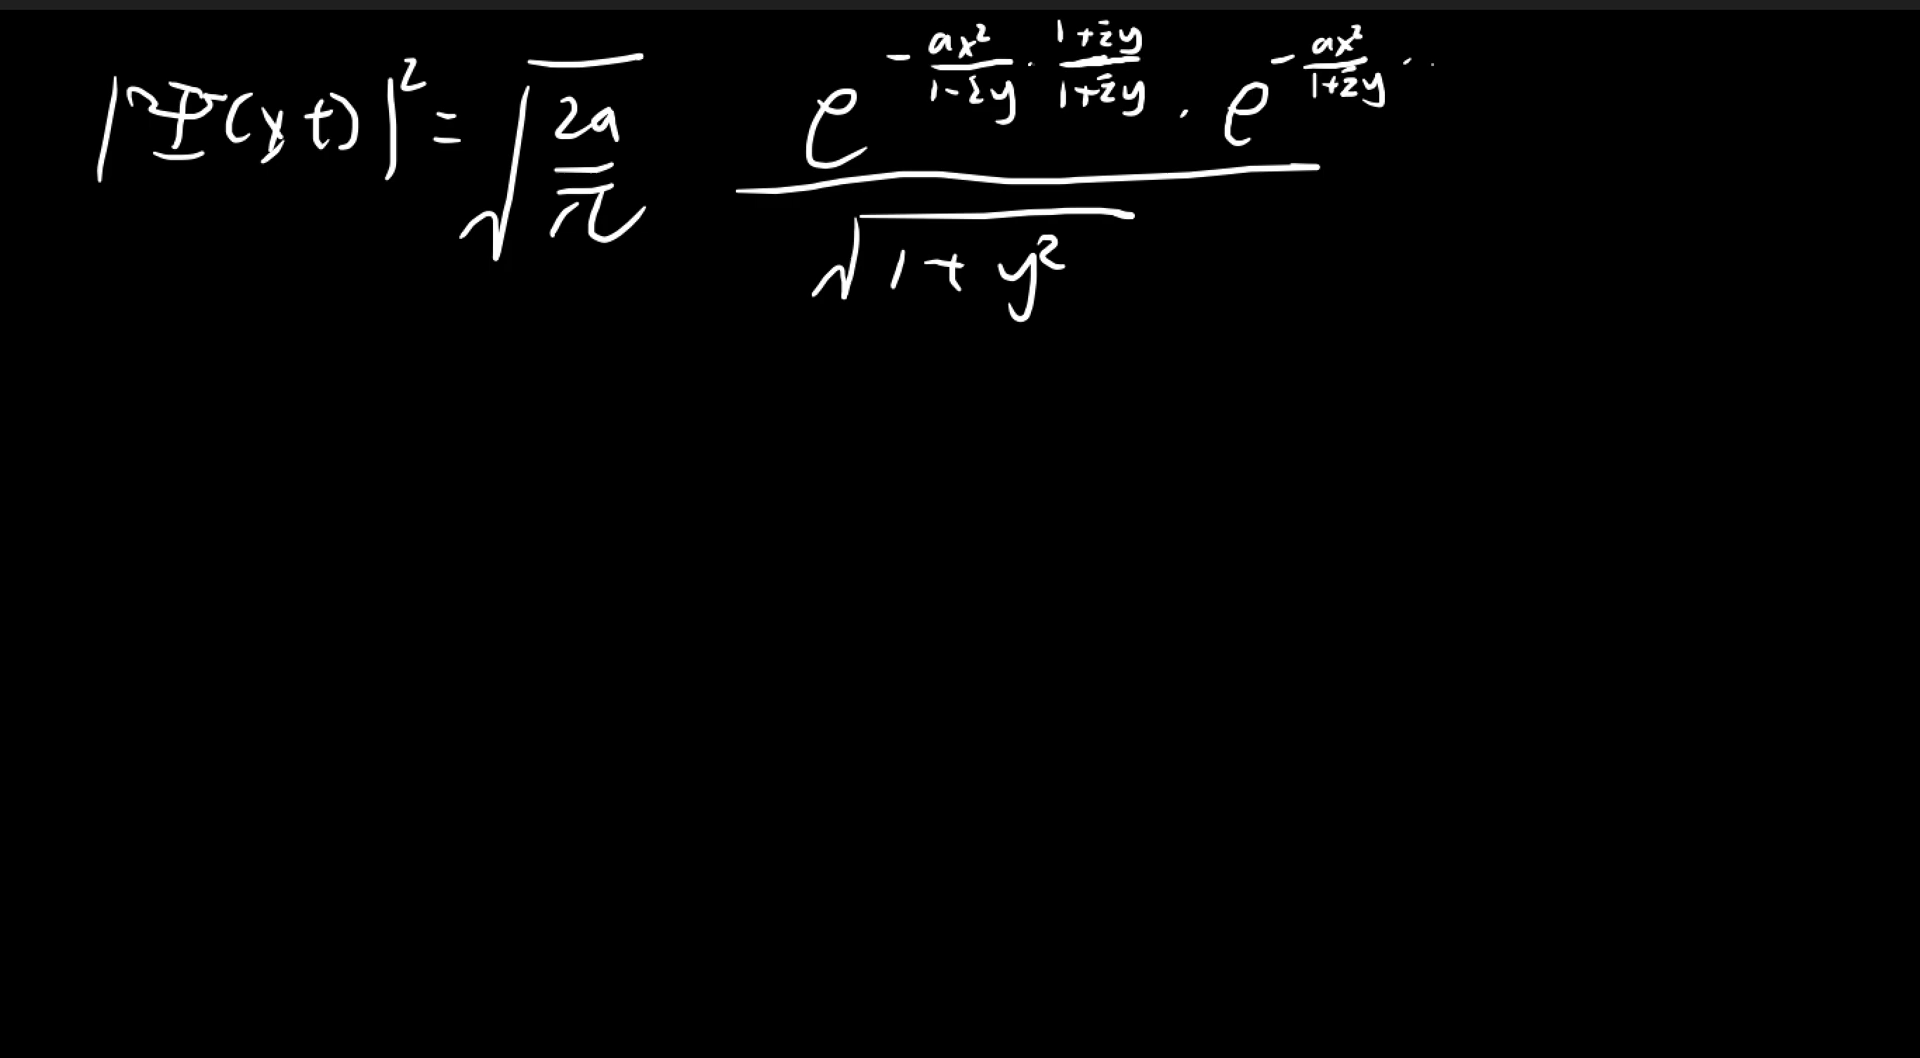 |Ψ(x,t)|² = √(2a/π) (e^(-ax²/(1-iy) · (1+iy)/(1+iy)) · e^(-ax²/(1+iy) ··)) / √(1+y²)